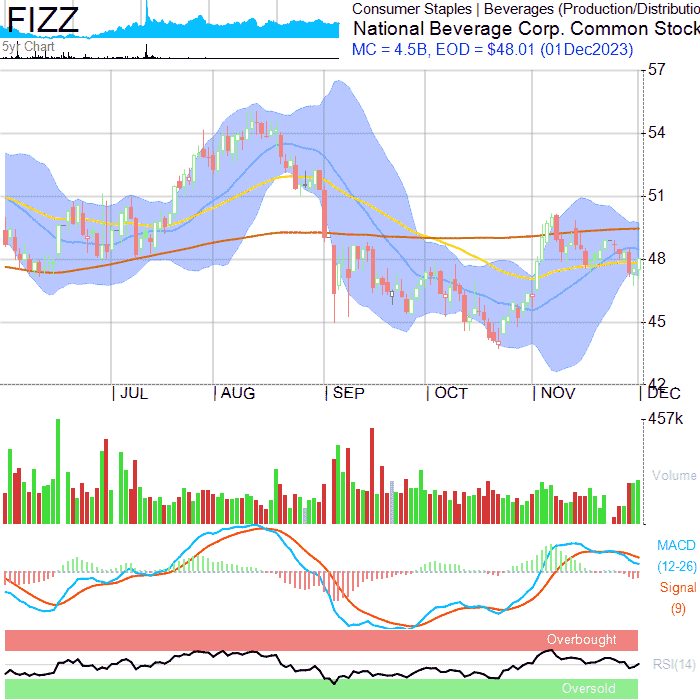 FIZZ
5yr Chart
Consumer Staples | Beverages (Production/Distributio
National Beverage Corp. Common Stock
MC = 4.5B, EOD = $48.01 (01Dec2023)
57
54
51
48
45
42
| JUL | AUG | SEP | OCT | NOV | DEC
457k
Volume
MACD
(12-26)
Signal
(9)
Overbought
RSI(14)
Oversold